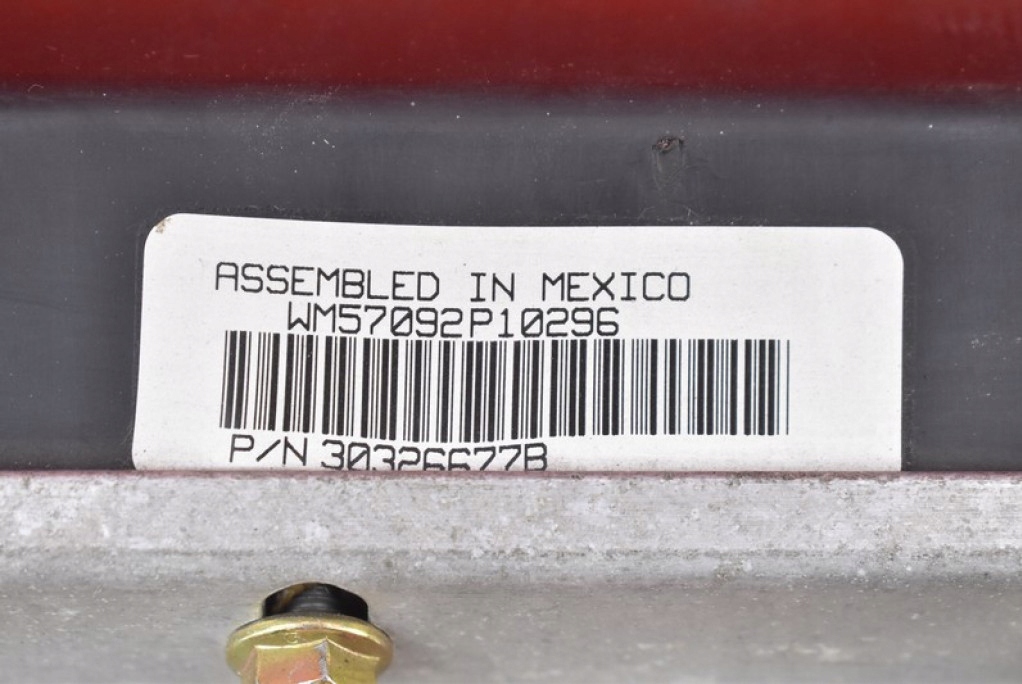 ASSEMBLED IN MEXICO
WM57092P10296
P/N 30326677B